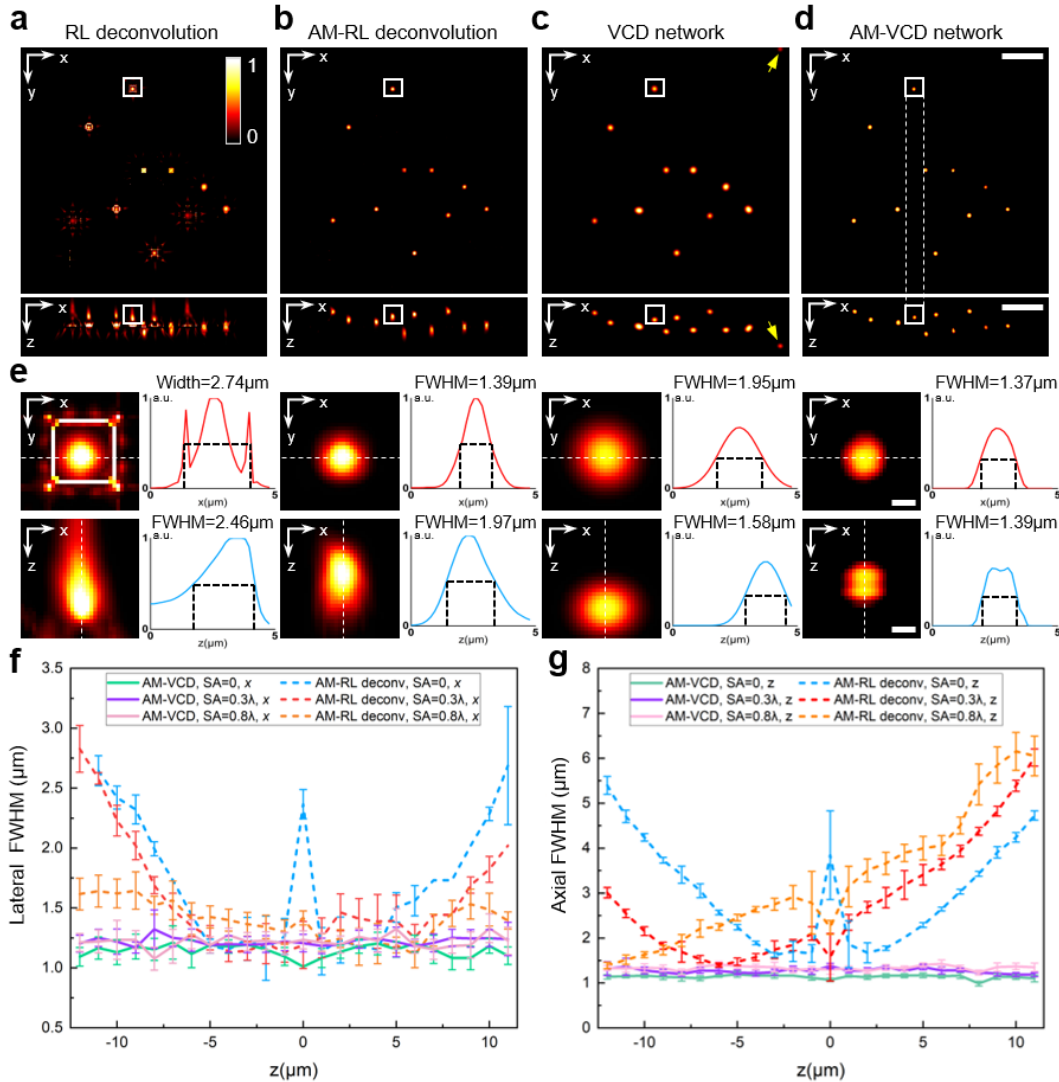 a b c d
RL deconvolution AM-RL deconvolution VCD network AM-VCD network
x x x x
y y y y
1
0
x x x x
z z z z
e
Width=2.74μm FWHM=1.39μm FWHM=1.95μm FWHM=1.37μm
x 1 a.u. x 1 a.u. x 1 a.u. x 1 a.u.
y y y y
0 x(μm) 5 0 x(μm) 5 0 x(μm) 5 0 x(μm) 5
FWHM=2.46μm FWHM=1.97μm FWHM=1.58μm FWHM=1.39μm
x 1 a.u. x 1 a.u. x 1 a.u. x 1 a.u.
z z z z
0 z(μm) 5 0 z(μm) 5 0 z(μm) 5 0 z(μm) 5
f
Lateral FWHM (μm)
3.5
3.0
2.5
2.0
1.5
1.0
0.5
AM-VCD, SA=0, x AM-RL deconv, SA=0, x
AM-VCD, SA=0.3λ, x AM-RL deconv, SA=0.3λ, x
AM-VCD, SA=0.8λ, x AM-RL deconv, SA=0.8λ, x
-10 -5 0 5 10
z(μm)
g
Axial FWHM (μm)
8
7
6
5
4
3
2
1
0
AM-VCD, SA=0, z AM-RL deconv, SA=0, z
AM-VCD, SA=0.3λ, z AM-RL deconv, SA=0.3λ, z
AM-VCD, SA=0.8λ, z AM-RL deconv, SA=0.8λ, z
-10 -5 0 5 10
z(μm)